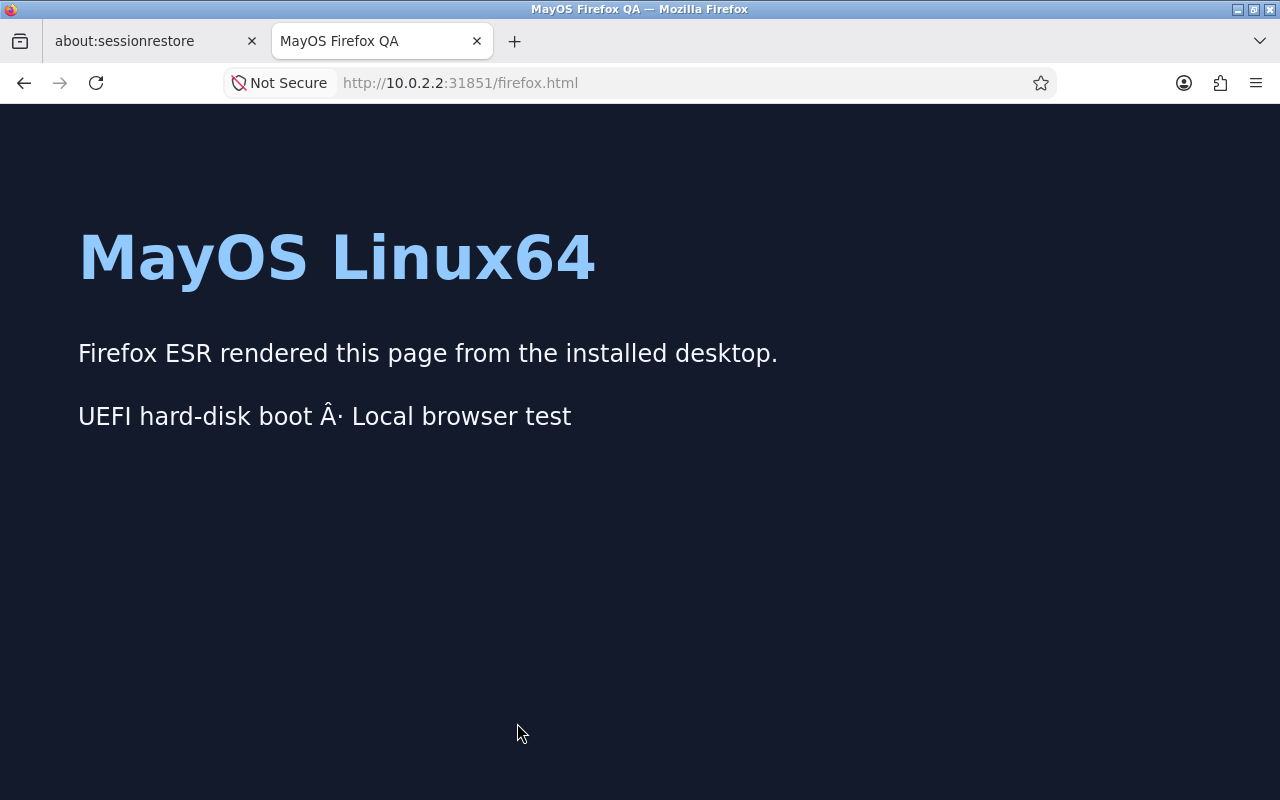 MayOS Firefox QA — Mozilla Firefox
about:sessionrestore
MayOS Firefox QA
Not Secure
http://10.0.2.2:31851/firefox.html
MayOS Linux64
Firefox ESR rendered this page from the installed desktop.
UEFI hard-disk boot Â· Local browser test